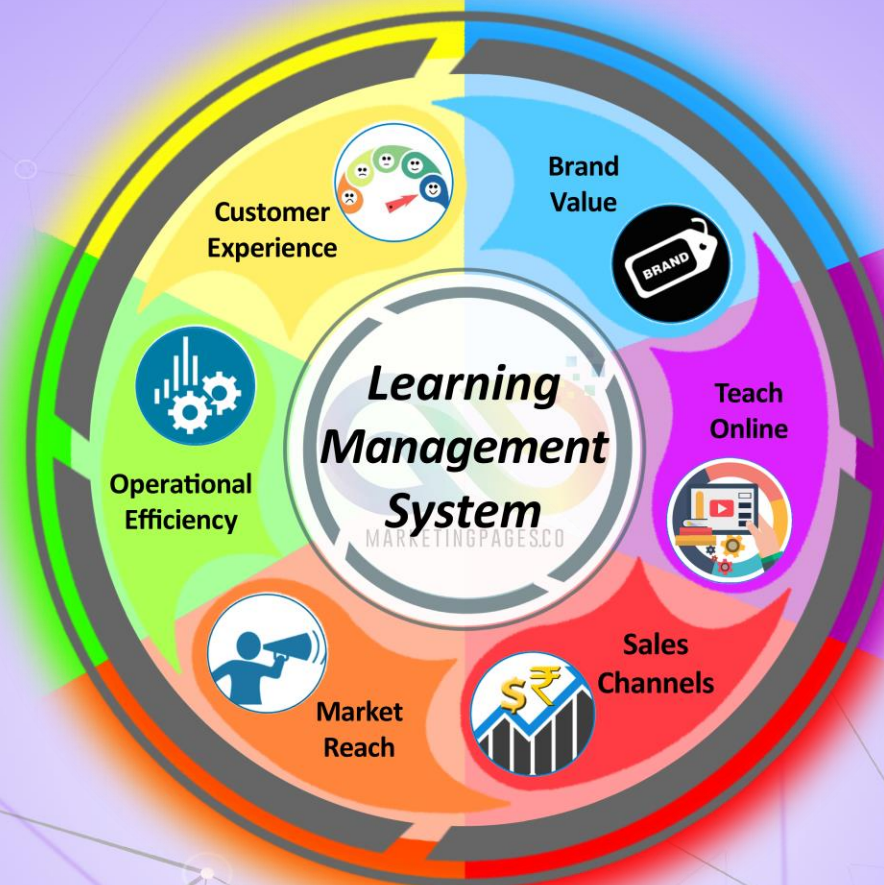 Customer
Experience
Brand
Value
BRAND
Teach
Online
Sales
Channels
$₹
Market
Reach
Operational
Efficiency
Learning
Management
System
MARKETINGPAGES.CO